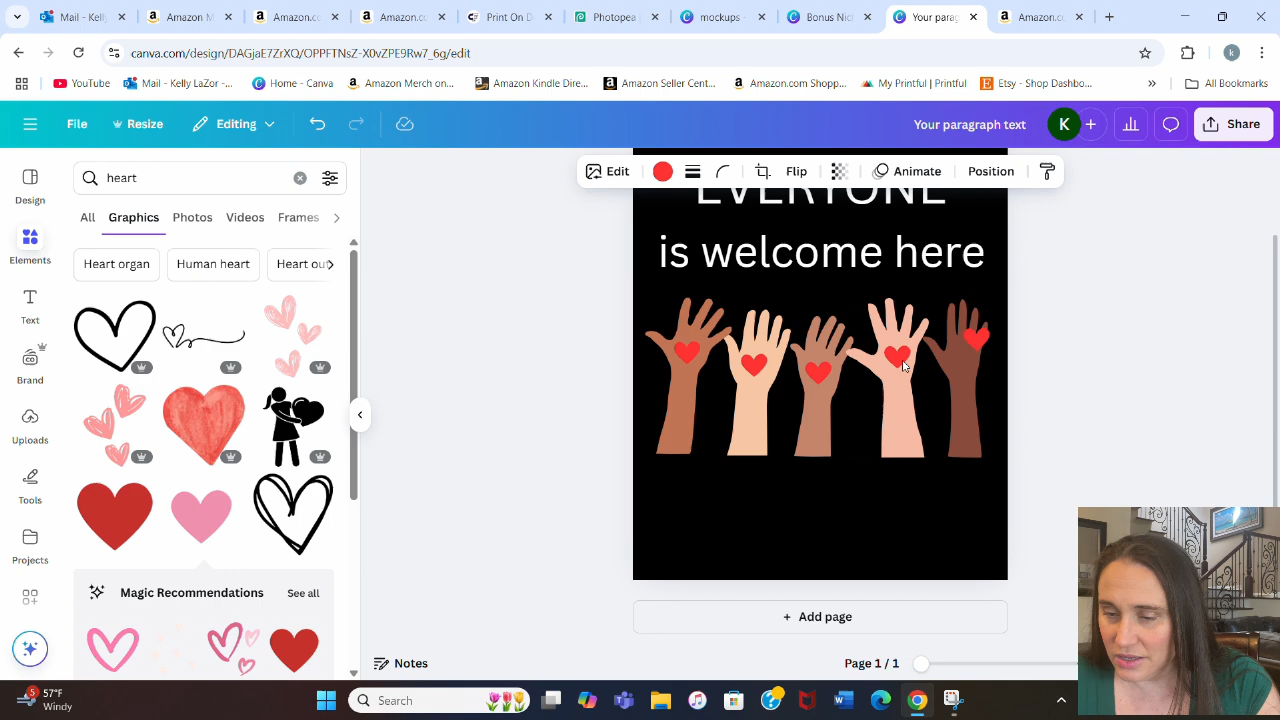 Mail - Kelly
Amazon M
Amazon.co
Amazon.co
Print On D
Photopea
mockups
Bonus Nic
Your parag
Amazon.co
canva.com/design/DAGjaE7ZrXQ/OPPFTNsZ-X0vZPE9Rw7_6g/edit
k
YouTube
Mail - Kelly LaZor -...
Home - Canva
Amazon Merch on...
Amazon Kindle Dire...
Amazon Seller Cent...
Amazon.com Shopp...
My Printful | Printful
Etsy - Shop Dashbo...
All Bookmarks
File
Resize
Editing
Your paragraph text
K
Share
Design
Elements
Text
Brand
Uploads
Tools
Projects
heart
All
Graphics
Photos
Videos
Frames
Heart organ
Human heart
Heart out
Magic Recommendations
See all
Edit
Flip
Animate
Position
EVERYONE
is welcome here
+ Add page
Notes
Page 1 / 1
5
57°F
Windy
Search